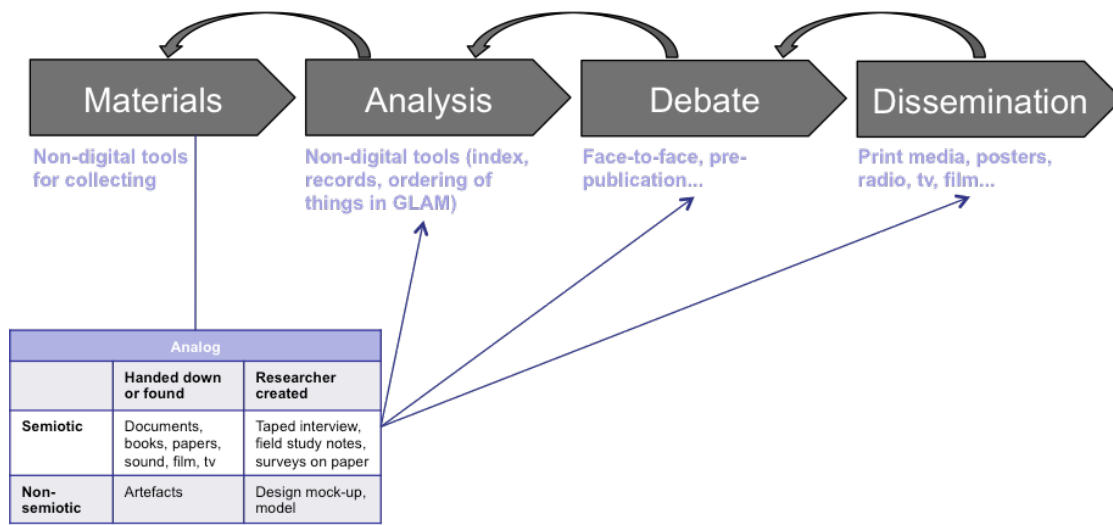 Materials
Analysis
Debate
Dissemination
Non-digital tools
for collecting
Non-digital tools (index,
records, ordering of
things in GLAM)
Face-to-face, pre-
publication...
Print media, posters,
radio, tv, film...
Analog
Handed down
or found
Researcher
created
Semiotic
Documents,
books, papers,
sound, film, tv
Taped interview,
field study notes,
surveys on paper
Non-
semiotic
Artefacts
Design mock-up,
model